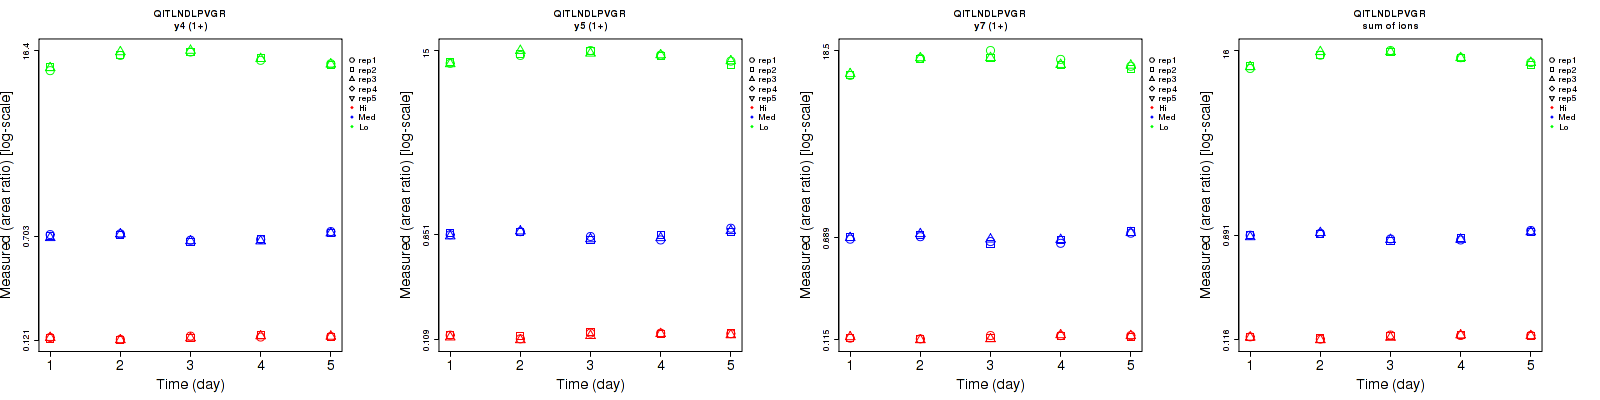 QITLNDLPVGR
y4 (1+)
Measured (area ratio) [log-scale]
16.4
0.703
0.121
1 2 3 4 5
Time (day)
rep1
rep2
rep3
rep4
rep5
Hi
Med
Lo
QITLNDLPVGR
y5 (1+)
Measured (area ratio) [log-scale]
15
0.651
0.109
1 2 3 4 5
Time (day)
rep1
rep2
rep3
rep4
rep5
Hi
Med
Lo
QITLNDLPVGR
y7 (1+)
Measured (area ratio) [log-scale]
18.5
0.115
1 2 3 4 5
Time (day)
rep1
rep2
rep3
rep4
rep5
Hi
Med
Lo
QITLNDLPVGR
sum of ions
Measured (area ratio) [log-scale]
16
0.691
0.116
1 2 3 4 5
Time (day)
rep1
rep2
rep3
rep4
rep5
Hi
Med
Lo